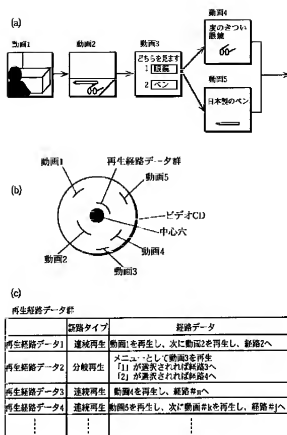 (a)
動画1
動画2
動画3
どちらを見ます
1 眼鏡
2 ペン
動画4
度のきつい
眼鏡
動画5
日本製のペン
(b)
動画1
再生経路データ群
動画5
ビデオCD
中心穴
動画4
動画3
動画2
(c)
再生経路データ群
経路タイプ 経路データ
再生経路データ1 連続再生 動画1を再生し、次に動画2を再生し、経路2へ
再生経路データ2 分岐再生 メニューとして動画3を再生
「1」が選択されれば経路3へ
「2」が選択されれば経路4へ
再生経路データ3 連続再生 動画4を再生し、経路#nへ
再生経路データ4 連続再生 動画5を再生し、次に動画#kを再生し、経路#jへ